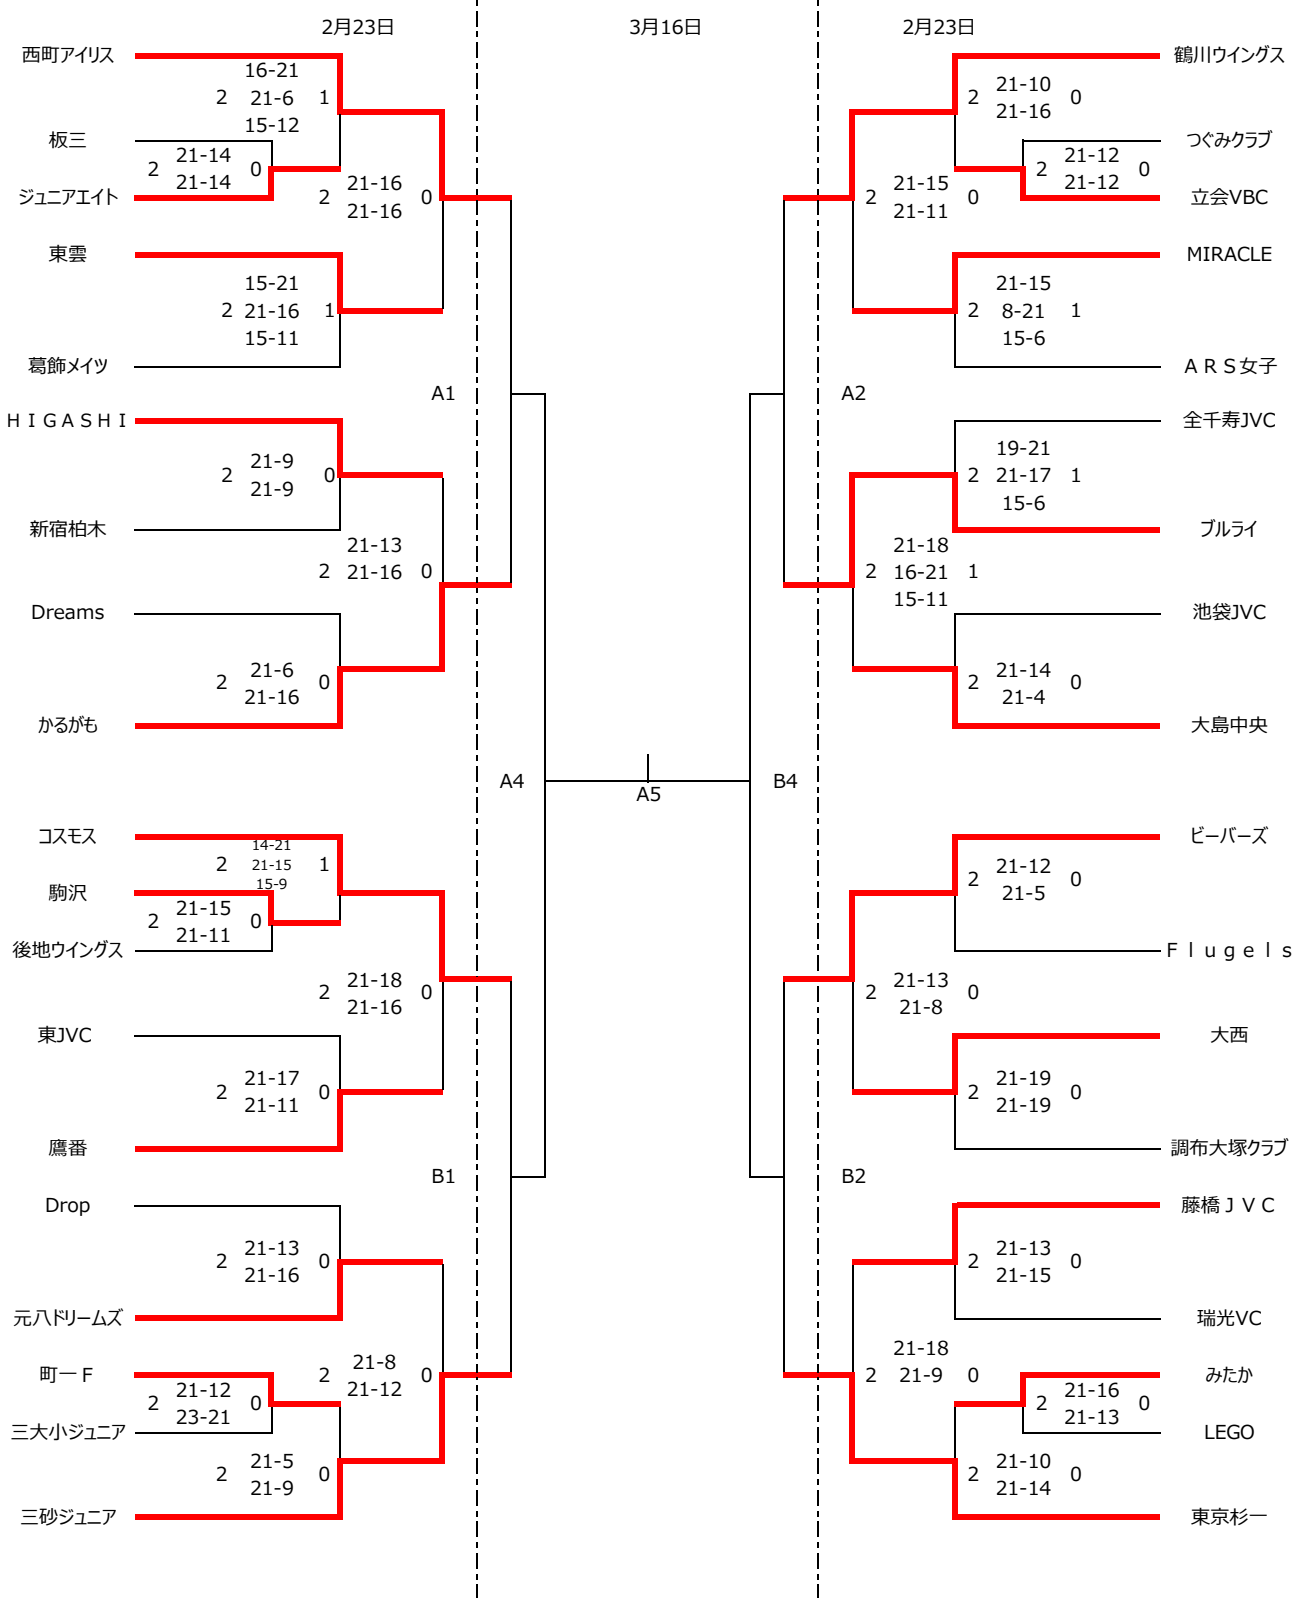 2月23日
3月16日
2月23日
西町アイリス
16-21
2 21-6 1
15-12
板三
2 21-14 0
21-14
ジュニアエイト
2 21-16 0
21-16
東雲
15-21
2 21-16 1
15-11
葛飾メイツ
A1
ＨＩＧＡＳＨＩ
2 21-9 0
21-9
新宿柏木
21-13
2 21-16 0
Dreams
2 21-6 0
21-16
かるがも
A4
コスモス
14-21
2 21-15 1
15-9
駒沢
2 21-15 0
21-11
後地ウイングス
2 21-18 0
21-16
東JVC
2 21-17 0
21-11
鷹番
B1
Drop
2 21-13 0
21-16
元八ドリームズ
2 21-8 0
21-12
町一Ｆ
2 21-12 0
23-21
三大小ジュニア
2 21-5 0
21-9
三砂ジュニア
A5
鶴川ウイングス
2 21-10 0
21-16
つぐみクラブ
2 21-12 0
21-12
立会VBC
2 21-15 0
21-11
MIRACLE
21-15
2 8-21 1
15-6
ＡＲＳ女子
A2
全千寿JVC
19-21
2 21-17 1
15-6
ブルライ
21-18
2 16-21 1
15-11
池袋JVC
2 21-14 0
21-4
大島中央
B4
ビーバーズ
2 21-12 0
21-5
Ｆｌｕｇｅｌｓ
2 21-13 0
21-8
大西
2 21-19 0
21-19
調布大塚クラブ
B2
藤橋ＪＶＣ
2 21-13 0
21-15
瑞光VC
21-18
2 21-9 0
みたか
2 21-16 0
21-13
LEGO
2 21-10 0
21-14
東京杉一